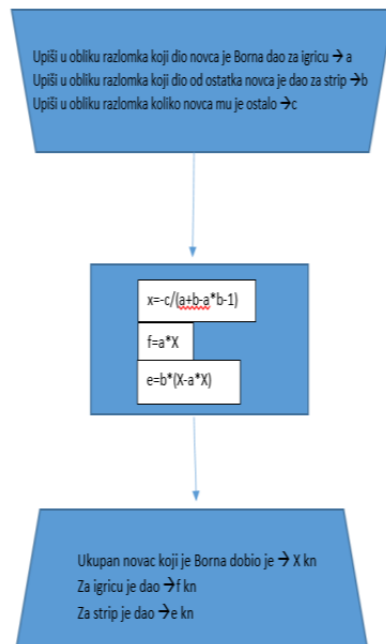 Upiši u obliku razlomka koji dio novca je Borna dao za igricu → a
Upiši u obliku razlomka koji dio od ostatka novca je dao za strip → b
Upiši u obliku razlomka koliko novca mu je ostalo → c
x=-c/(a+b-a*b-1)
f=a*X
e=b*(X-a*X)
Ukupan novac koji je Borna dobio je → X kn
Za igricu je dao → f kn
Za strip je dao → e kn